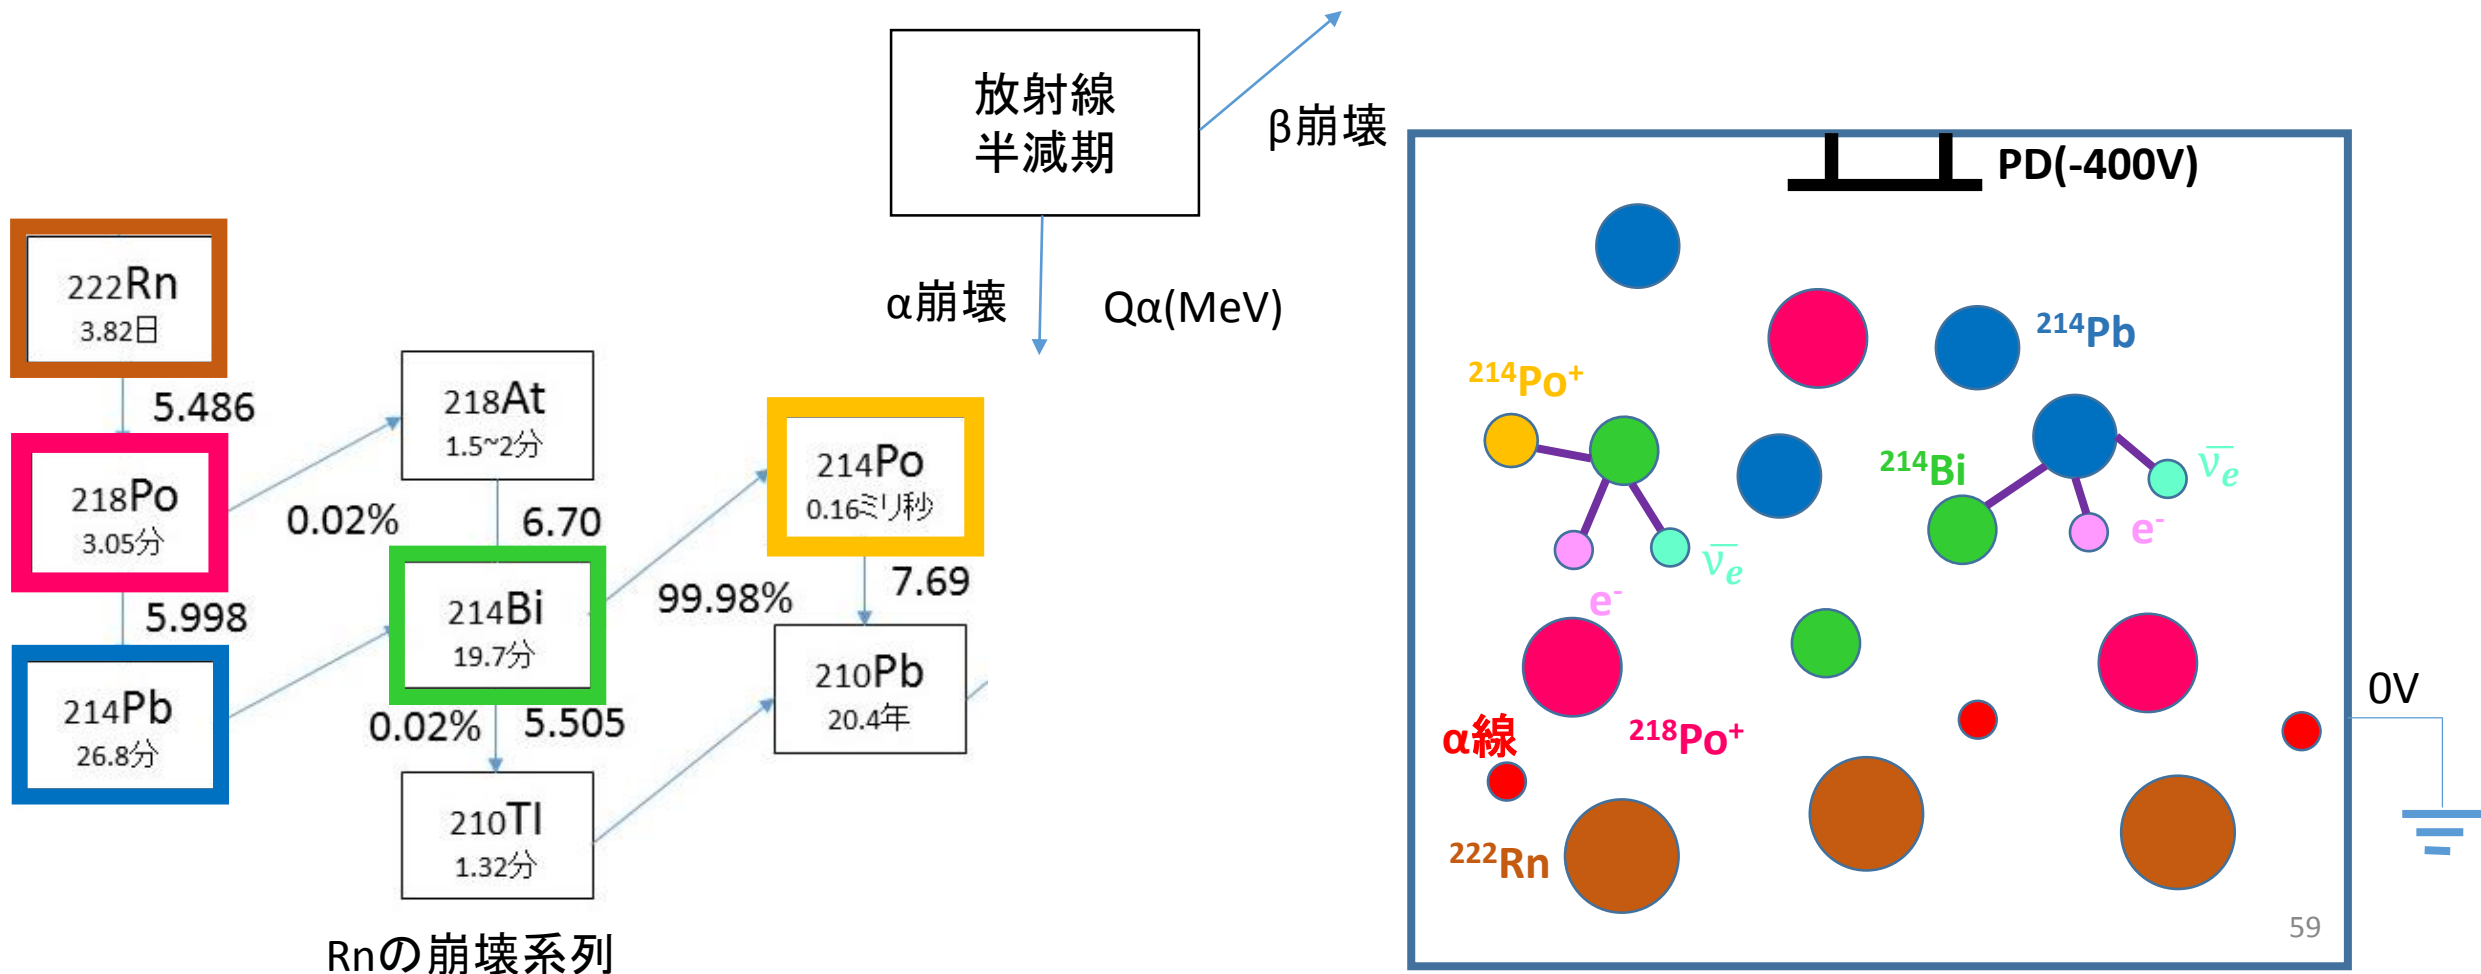 放射線
半減期
β崩壊
α崩壊
Qα(MeV)
222Rn
3.82日
5.486
218Po
3.05分
5.998
214Pb
26.8分
218At
1.5~2分
0.02%
6.70
214Bi
19.7分
0.02%
5.505
210Tl
1.32分
99.98%
214Po
0.16ミリ秒
7.69
210Pb
20.4年
Rnの崩壊系列
PD(-400V)
²¹⁴Pb
²¹⁴Po⁺
²¹⁴Bi
ν̅ₑ
e⁻
ν̅ₑ
e⁻
0V
α線
²¹⁸Po⁺
²²²Rn
59